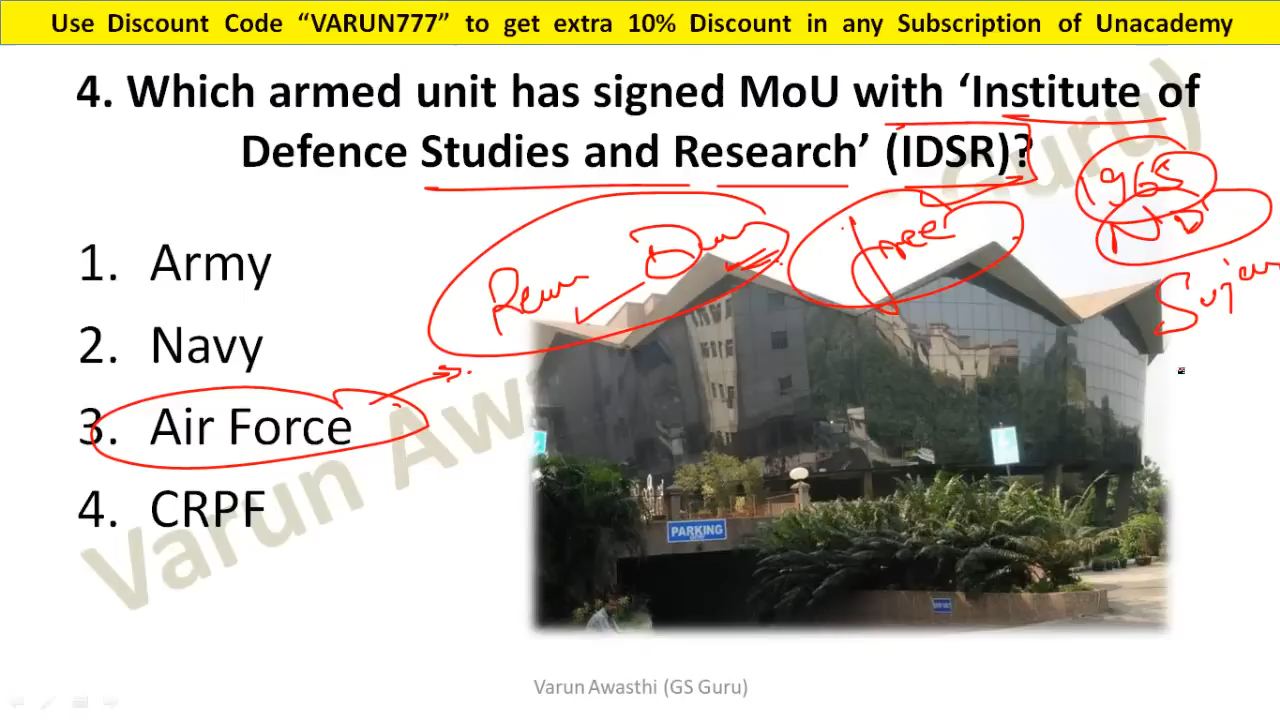 Use Discount Code “VARUN777” to get extra 10% Discount in any Subscription of Unacademy
4. Which armed unit has signed MoU with ‘Institute of
Defence Studies and Research’ (IDSR)?
1965
ND
1. Army
2. Navy
3. Air Force
4. CRPF
PARKING
Varun Awasthi (GS Guru)